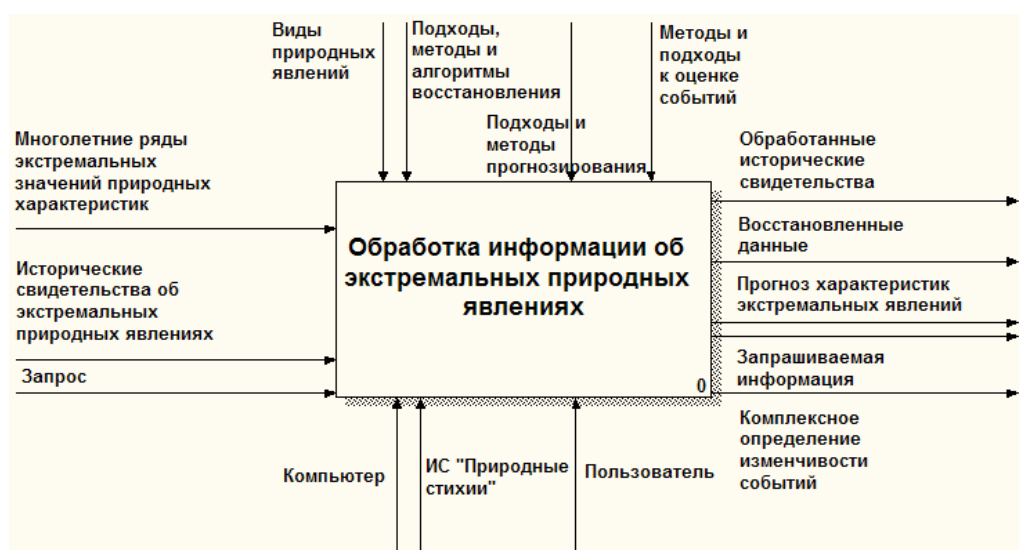 Виды
природных
явлений
Подходы,
методы и
алгоритмы
восстановления
Подходы и
методы
прогнозирования
Методы и
подходы
к оценке
событий
Многолетние ряды
экстремальных
значений природных
характеристик
Исторические
свидетельства об
экстремальных
природных явлениях
Запрос
Обработка информации об
экстремальных природных
явлениях
0
Обработанные
исторические
свидетельства
Восстановленные
данные
Прогноз характеристик
экстремальных явлений
Запрашиваемая
информация
Комплексное
определение
изменчивости
событий
Компьютер
ИС "Природные
стихии"
Пользователь